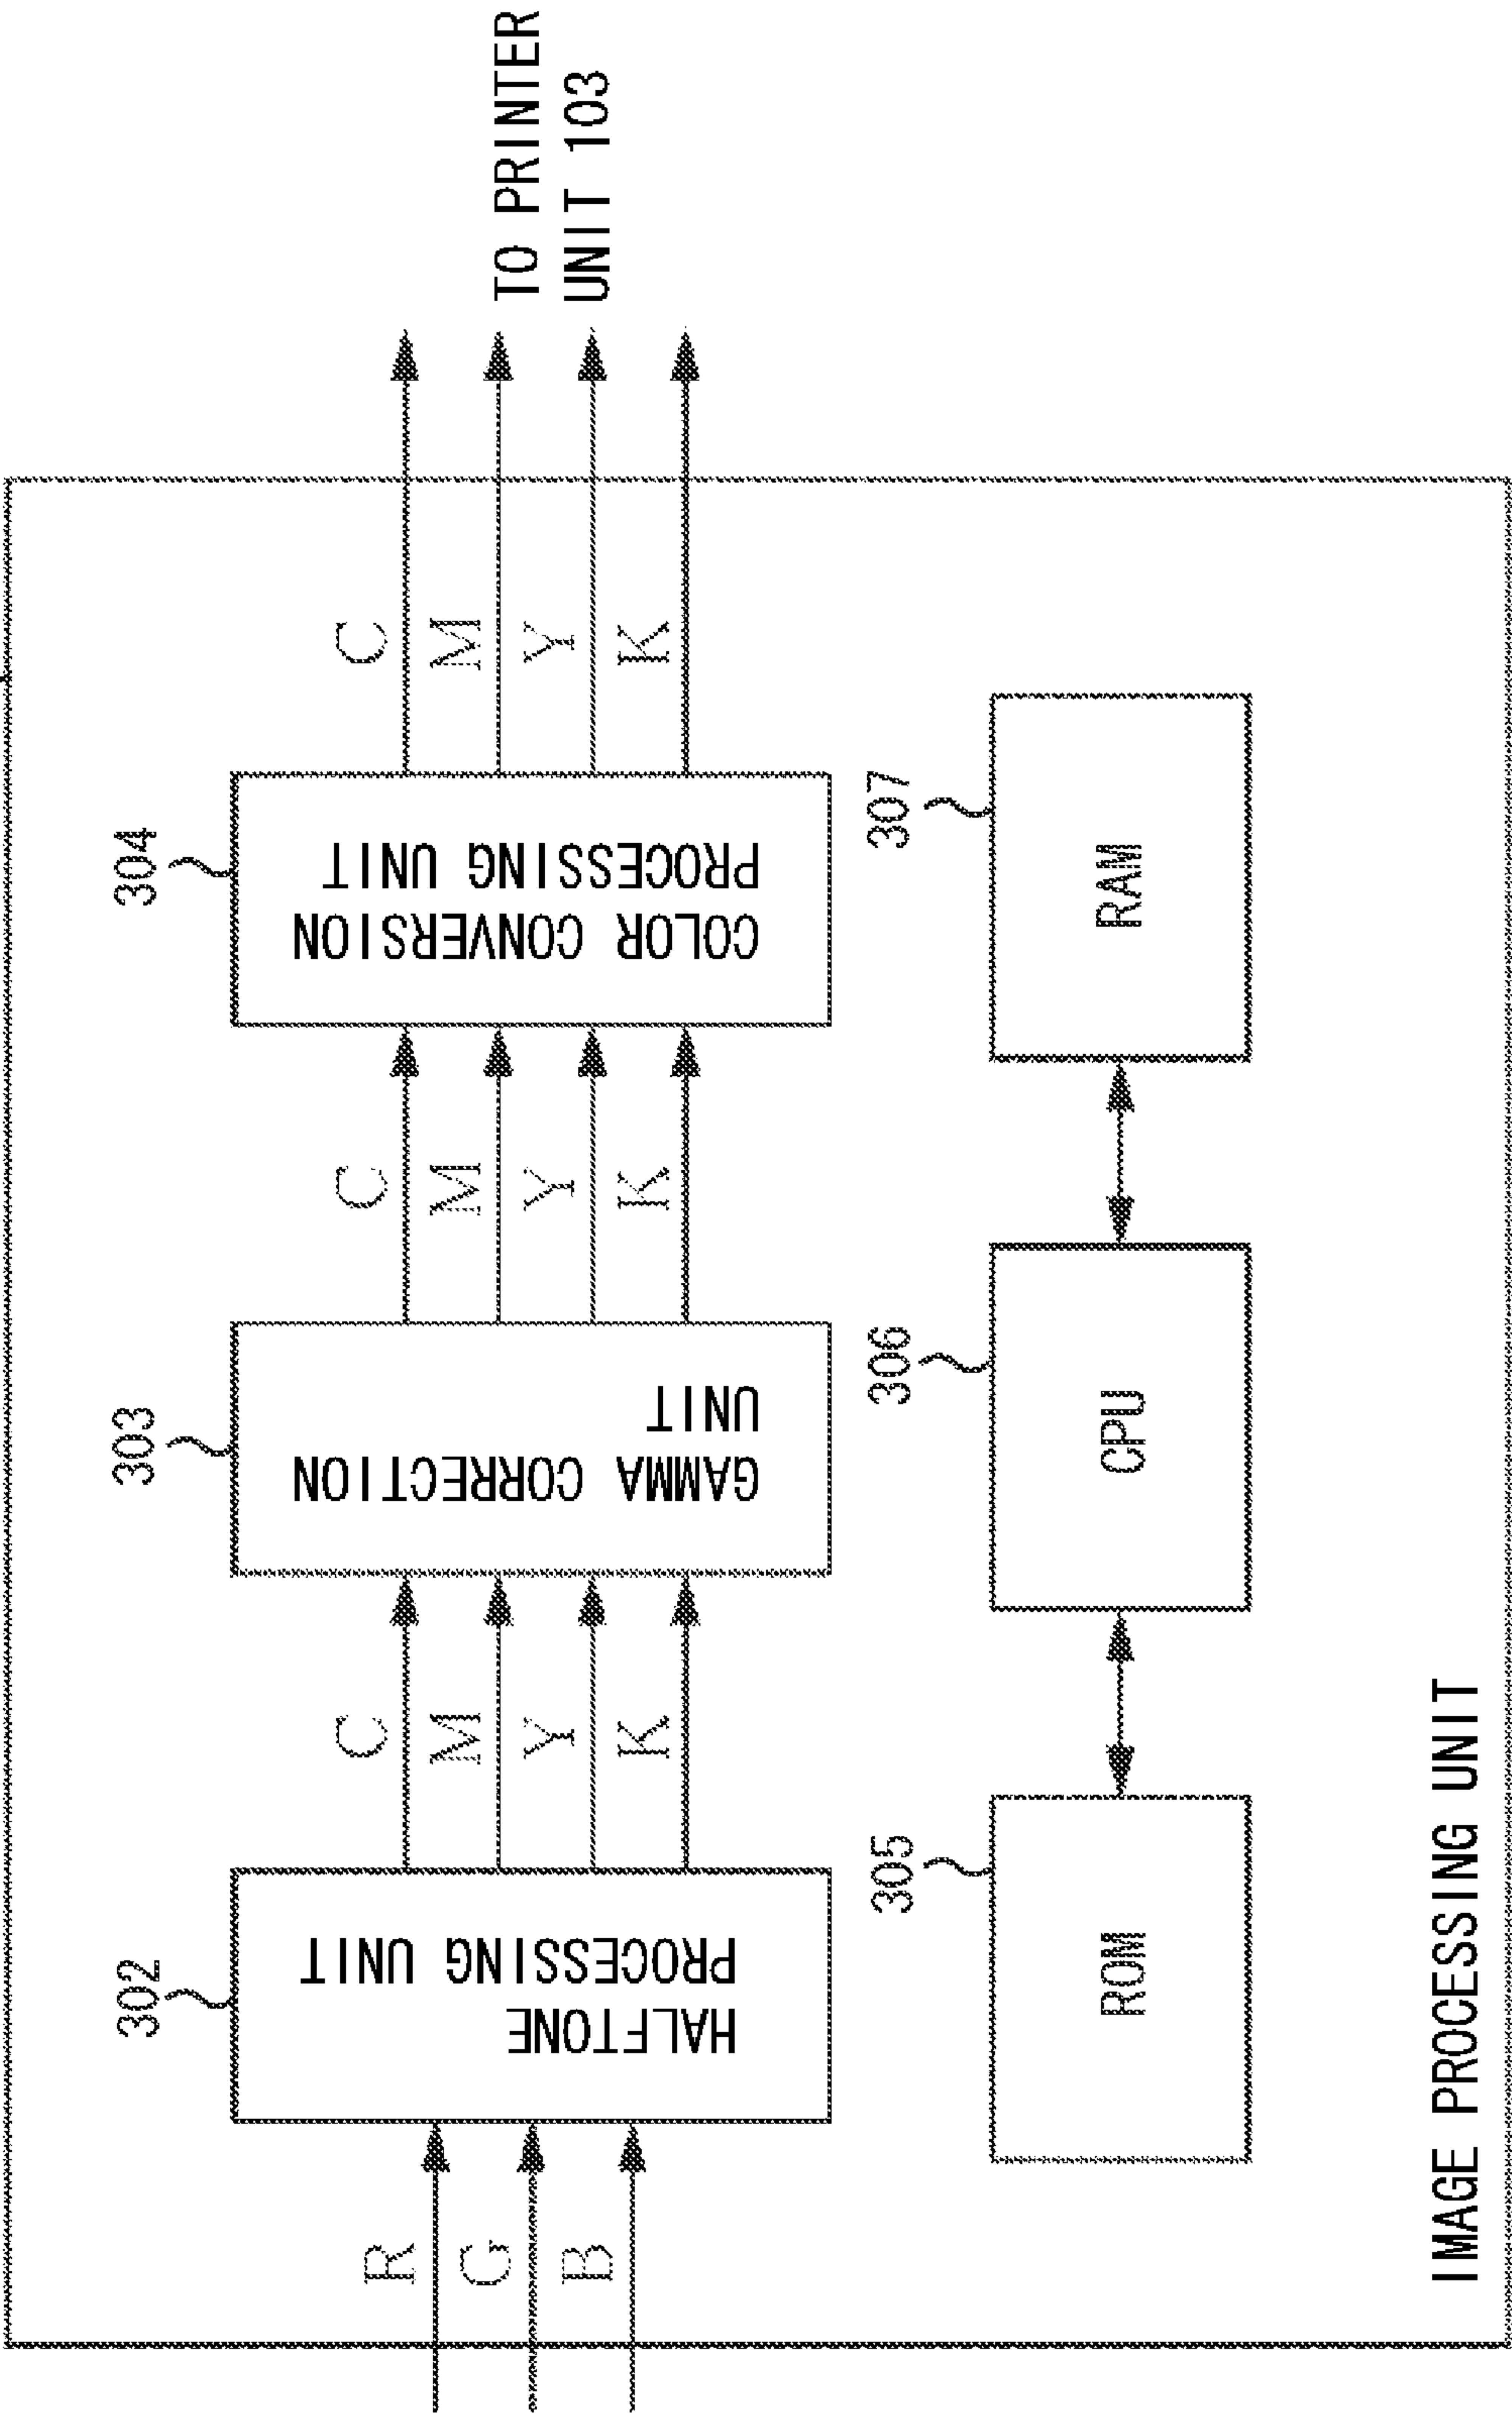 302
303
304
R
G
B
HALFTONE
PROCESSING UNIT
C
M
Y
K
GAMMA CORRECTION
UNIT
C
M
Y
K
COLOR CONVERSION
PROCESSING UNIT
C
M
Y
K
TO PRINTER
UNIT 103
305
306
307
ROM
CPU
RAM
IMAGE PROCESSING UNIT